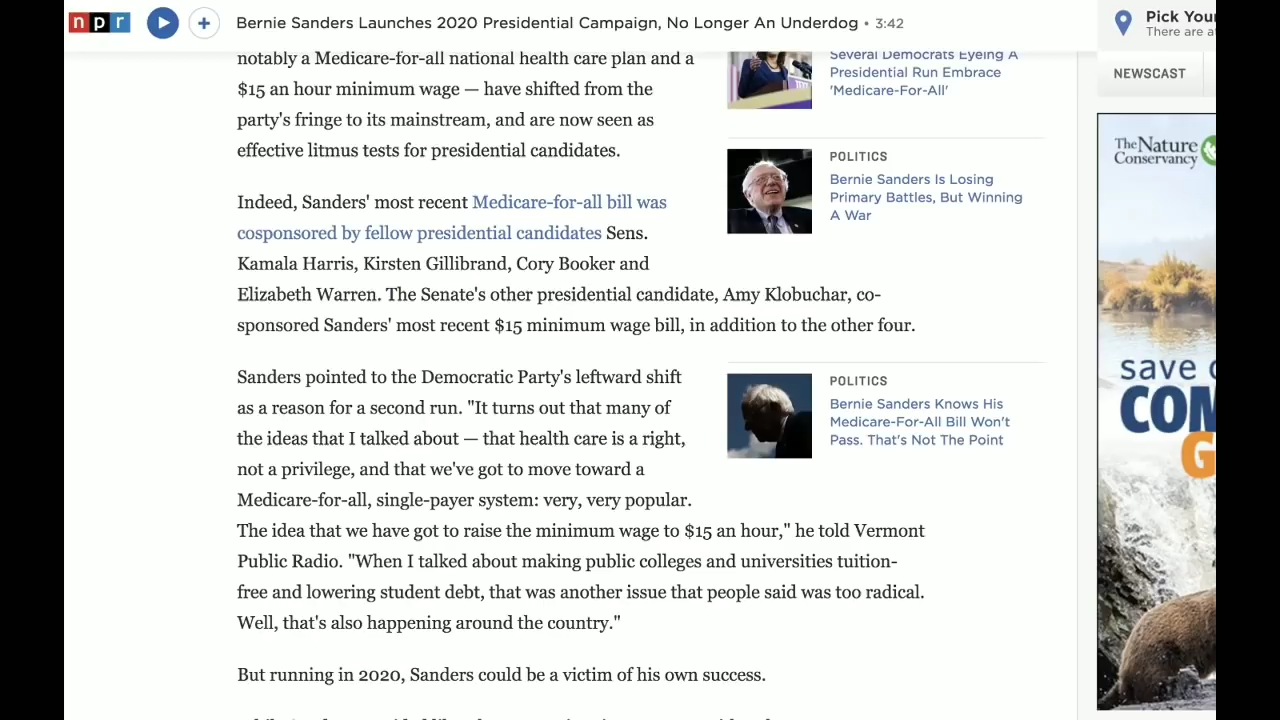 npr
Bernie Sanders Launches 2020 Presidential Campaign, No Longer An Underdog • 3:42
Pick Your
There are
NEWSCAST
notably a Medicare-for-all national health care plan and a
$15 an hour minimum wage — have shifted from the
party's fringe to its mainstream, and are now seen as
effective litmus tests for presidential candidates.
Several Democrats Eyeing A
Presidential Run Embrace
'Medicare-For-All'
POLITICS
Bernie Sanders Is Losing
Primary Battles, But Winning
A War
Indeed, Sanders' most recent Medicare-for-all bill was
cosponsored by fellow presidential candidates Sens.
Kamala Harris, Kirsten Gillibrand, Cory Booker and
Elizabeth Warren. The Senate's other presidential candidate, Amy Klobuchar, co-
sponsored Sanders' most recent $15 minimum wage bill, in addition to the other four.
Sanders pointed to the Democratic Party's leftward shift
as a reason for a second run. "It turns out that many of
the ideas that I talked about — that health care is a right,
not a privilege, and that we've got to move toward a
Medicare-for-all, single-payer system: very, very popular.
The idea that we have got to raise the minimum wage to $15 an hour," he told Vermont
Public Radio. "When I talked about making public colleges and universities tuition-
free and lowering student debt, that was another issue that people said was too radical.
Well, that's also happening around the country."
POLITICS
Bernie Sanders Knows His
Medicare-For-All Bill Won't
Pass. That's Not The Point
But running in 2020, Sanders could be a victim of his own success.
The Nature
Conservancy
save
COM
G